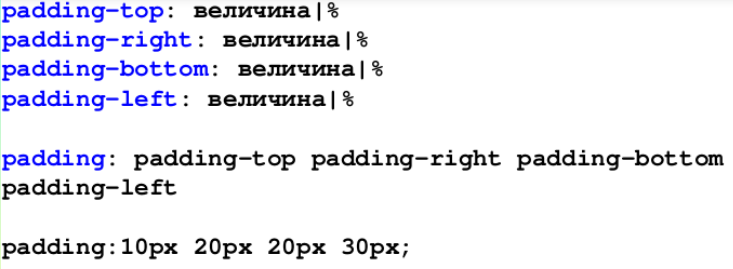 padding-top: величина|%
padding-right: величина|%
padding-bottom: величина|%
padding-left: величина|%
padding: padding-top padding-right padding-bottom
padding-left
padding:10px 20px 20px 30px;